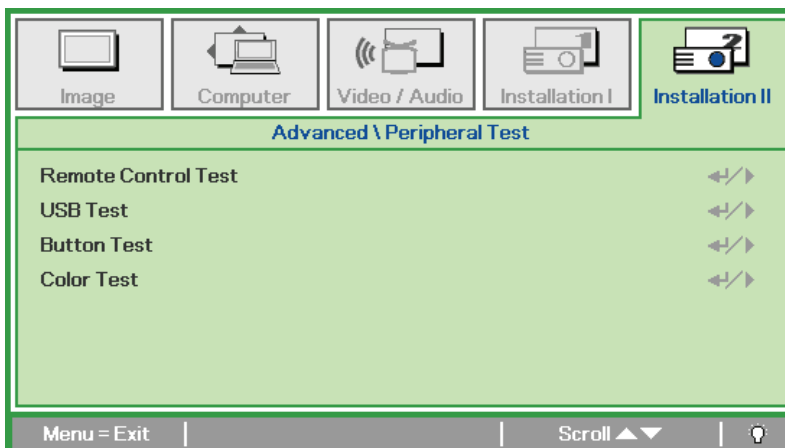 Image
Computer
Video / Audio
Installation I
Installation II
Advanced \ Peripheral Test
Remote Control Test
USB Test
Button Test
Color Test
Menu = Exit
Scroll ▲▼